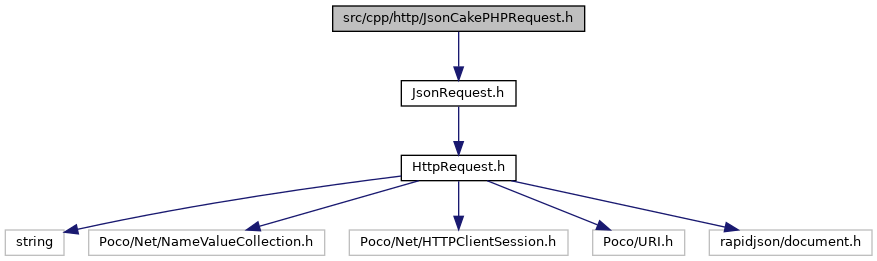 src/cpp/http/JsonCakePHPRequest.h
JsonRequest.h
HttpRequest.h
string
Poco/Net/NameValueCollection.h
Poco/Net/HTTPClientSession.h
Poco/URI.h
rapidjson/document.h